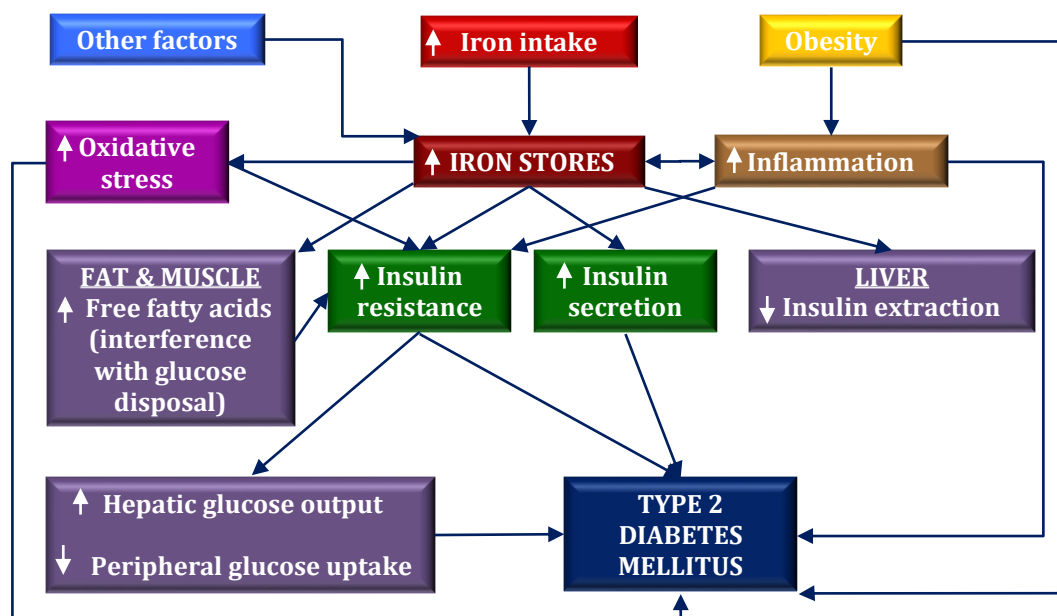 Other factors
↑ Iron intake
Obesity
↑ Oxidative
stress
↑ IRON STORES
↑ Inflammation
FAT & MUSCLE
↑ Free fatty acids
(interference
with glucose
disposal)
↑ Insulin
resistance
↑ Insulin
secretion
LIVER
↓ Insulin extraction
↑ Hepatic glucose output
↓ Peripheral glucose uptake
TYPE 2
DIABETES
MELLITUS